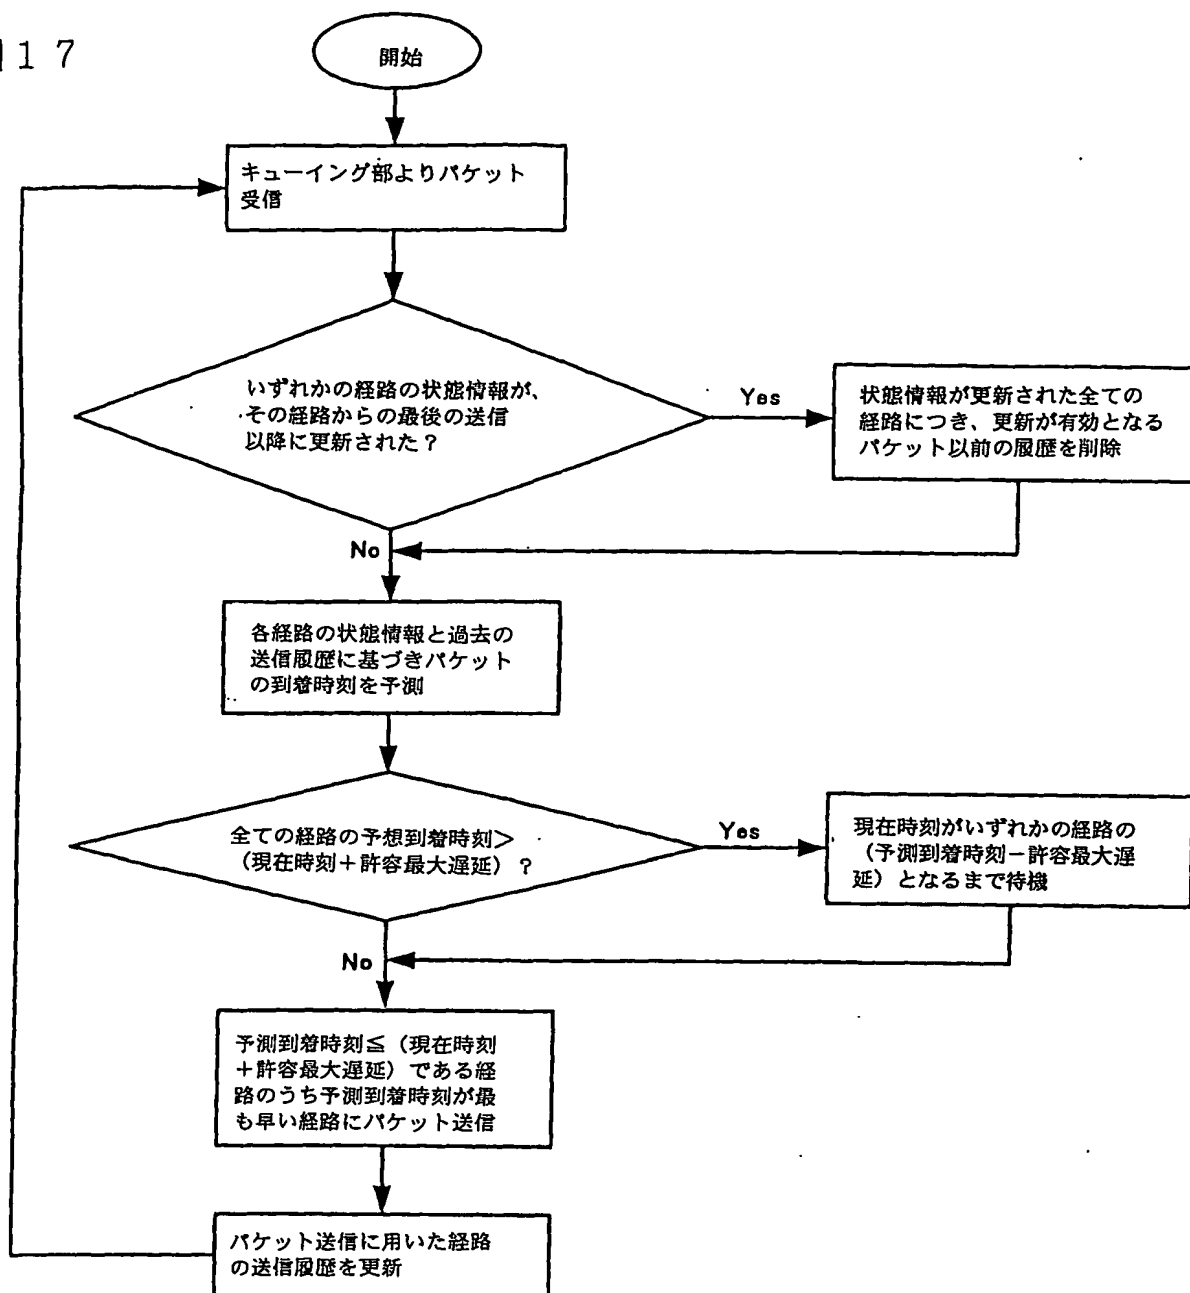 17
開始
キューイング部よりパケット
受信
いずれかの経路の状態情報が、
その経路からの最後の送信
以降に更新された？
Yes
状態情報が更新された全ての
経路につき、更新が有効となる
パケット以前の履歴を削除
No
各経路の状態情報と過去の
送信履歴に基づきパケット
の到着時刻を予測
全ての経路の予想到着時刻＞
（現在時刻＋許容最大遅延）？
Yes
現在時刻がいずれかの経路の
（予測到着時刻－許容最大遅
延）となるまで待機
No
予測到着時刻≦（現在時刻
＋許容最大遅延）である経
路のうち予測到着時刻が最
も早い経路にパケット送信
パケット送信に用いた経路
の送信履歴を更新